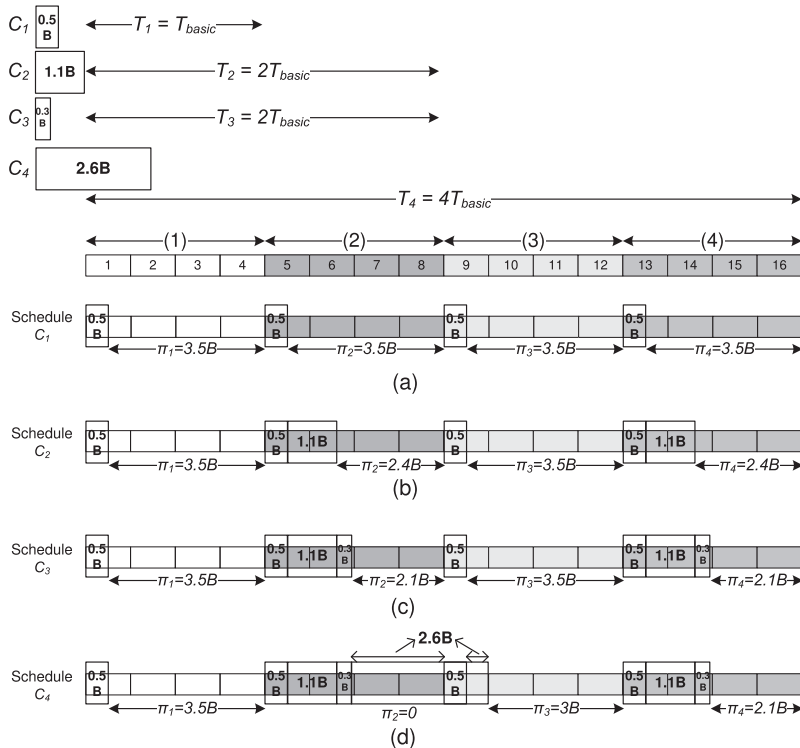 C1 0.5 B T1 = Tbasic
C2 1.1B T2 = 2Tbasic
C3 0.3 B T3 = 2Tbasic
C4 2.6B
T4 = 4Tbasic
(1) (2) (3) (4)
1 2 3 4 5 6 7 8 9 10 11 12 13 14 15 16
Schedule C1 0.5 B 0.5 B 0.5 B 0.5 B
π1=3.5B π2=3.5B π3=3.5B π4=3.5B
(a)
Schedule C2 0.5 B 0.5 B 1.1B 0.5 B 0.5 B 1.1B
π1=3.5B π2=2.4B π3=3.5B π4=2.4B
(b)
Schedule C3 0.5 B 0.5 B 1.1B 0.3 B 0.5 B 0.5 B 1.1B 0.3 B
π1=3.5B π2=2.1B π3=3.5B π4=2.1B
(c)
2.6B
Schedule C4 0.5 B 0.5 B 1.1B 0.3 B 0.5 B 0.5 B 1.1B 0.3 B
π1=3.5B π2=0 π3=3B π4=2.1B
(d)